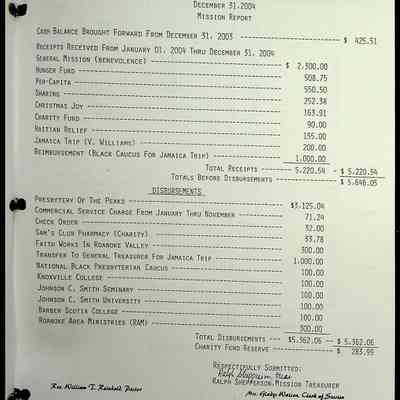 DECEMBER 31, 2004
MISSION REPORT
CASH BALANCE BROUGHT FORWARD FROM DECEMBER 31, 2003 ---------------- $ 425.51
RECEIPTS RECEIVED FROM JANUARY 01, 2004 THRU DECEMBER 31, 2004
GENERAL MISSION (BENEVOLENCE) ---------------- $ 2,300.00
HUNGER FUND ---------------- 508.75
PER-CAPITA ---------------- 550.50
SHARING ---------------- 252.38
CHRISTMAS JOY ---------------- 163.91
CHARITY FUND ---------------- 90.00
HAITIAN RELIEF ---------------- 155.00
JAMAICA TRIP (V. WILLIAMS) ---------------- 200.00
REIMBURSEMENT (BLACK CAUCUS FOR JAMAICA TRIP) ---------------- 1,000.00
TOTAL RECEIPTS ------- 5,220.54 - $ 5,220.54
TOTALS BEFORE DISBURSEMENTS ---------------- $ 5,646.05
DISBURSEMENTS
PRESBYTERY OF THE PEAKS ---------------- $3,125.04
COMMERCIAL SERVICE CHARGE FROM JANUARY THRU NOVEMBER ---------------- 71.24
CHECK ORDER ---------------- 32.00
SAM'S CLUB PHARMACY (CHARITY) ---------------- 33.78
FAITH WORKS IN ROANOKE VALLEY ---------------- 300.00
TRANSFER TO GENERAL TREASURER FOR JAMAICA TRIP ---------------- 1,000.00
NATIONAL BLACK PRESBYTERIAN CAUCUS ---------------- 100.00
KNOXVILLE COLLEGE ---------------- 100.00
JOHNSON C. SMITH SEMINARY ---------------- 100.00
JOHNSON C. SMITH UNIVERSITY ---------------- 100.00
BARBER SCOTIA COLLEGE ---------------- 100.00
ROANOKE AREA MINISTRIES (RAM) ---------------- 300.00
TOTAL DISBURSEMENTS --- $5,362.06 -- $ 5,362.06
CHARITY FUND RESERVE ---------------- $ 283.99
RESPECTFULLY SUBMITTED:
Ralph Shepperson
RALPH SHEPPERSON, MISSION TREASURER
Rev. William T. Reinhold, Pastor
Mrs. Gladys Watson, Clerk of Session